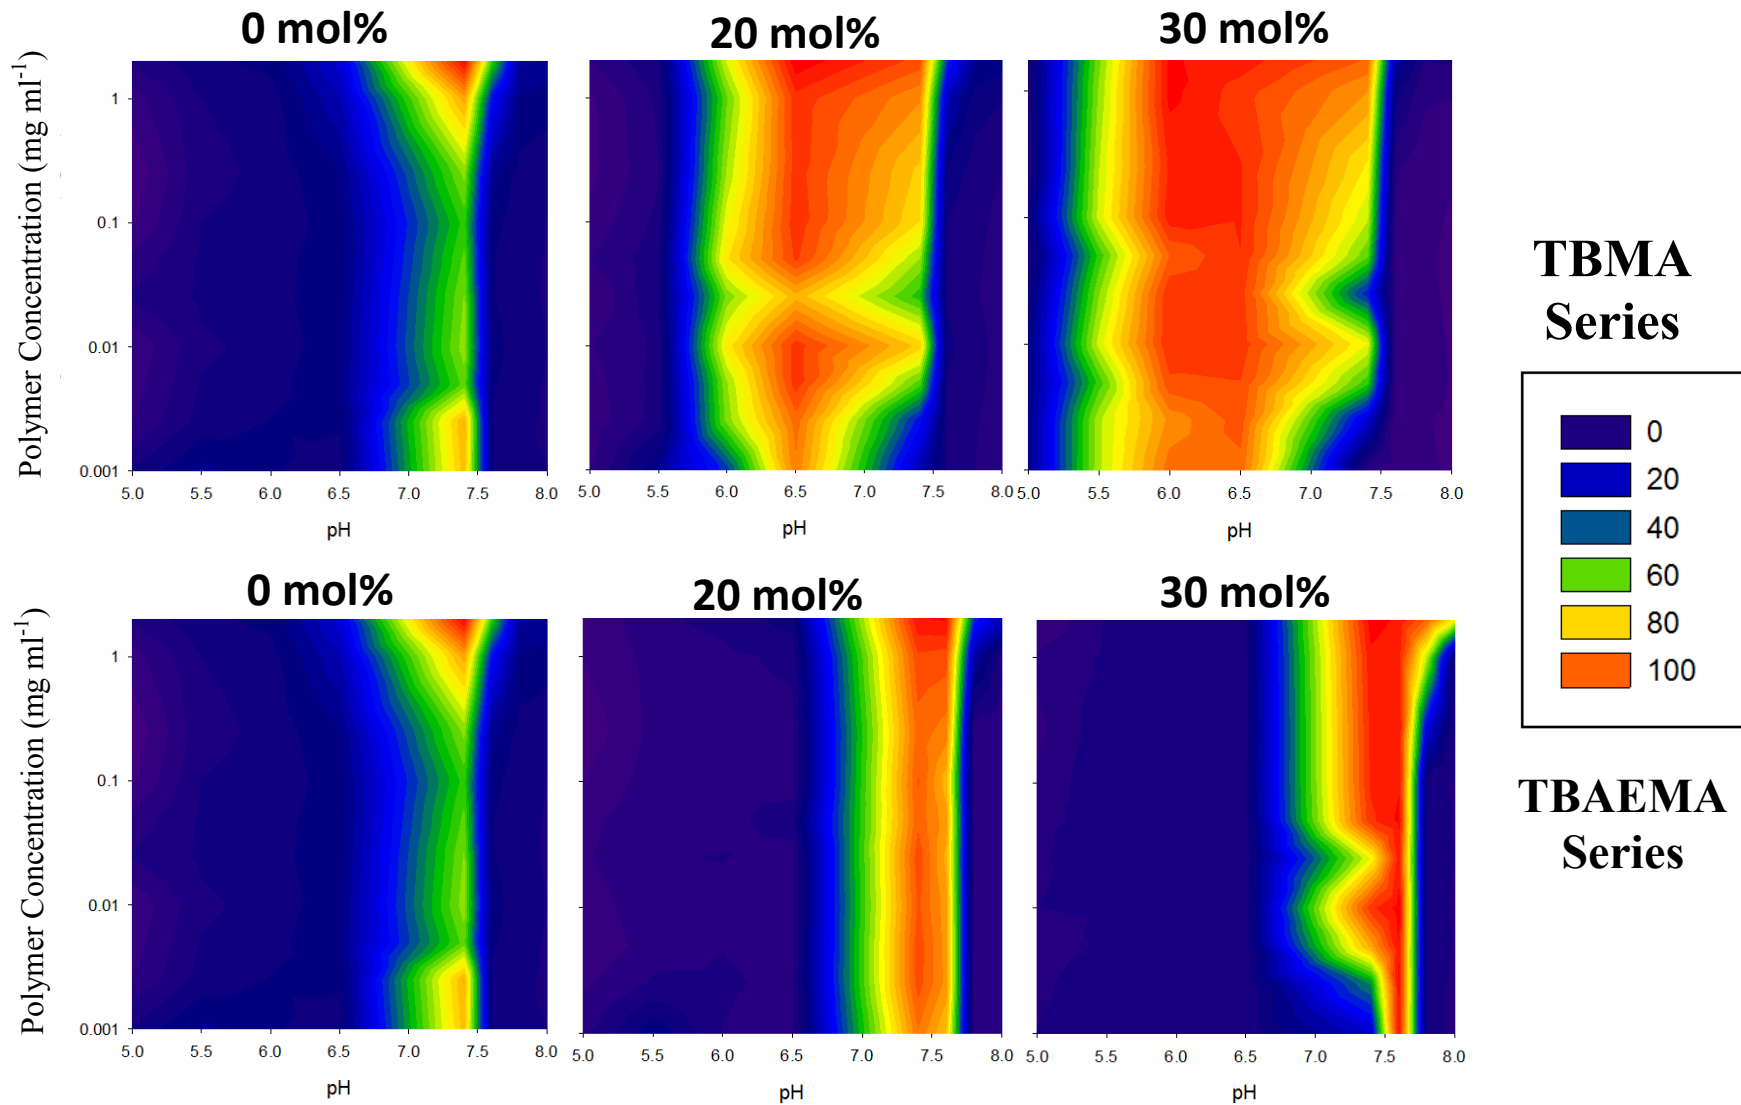 0 mol%
20 mol%
30 mol%
Polymer Concentration (mg ml-1)
1
0.1
0.01
0.001
5.0 5.5 6.0 6.5 7.0 7.5 8.0
5.0 5.5 6.0 6.5 7.0 7.5 8.0
5.0 5.5 6.0 6.5 7.0 7.5 8.0
pH
pH
pH
TBMA
Series
0
20
40
60
80
100
0 mol%
20 mol%
30 mol%
Polymer Concentration (mg ml-1)
1
0.1
0.01
0.001
5.0 5.5 6.0 6.5 7.0 7.5 8.0
5.0 5.5 6.0 6.5 7.0 7.5 8.0
5.0 5.5 6.0 6.5 7.0 7.5 8.0
pH
pH
pH
TBAEMA
Series